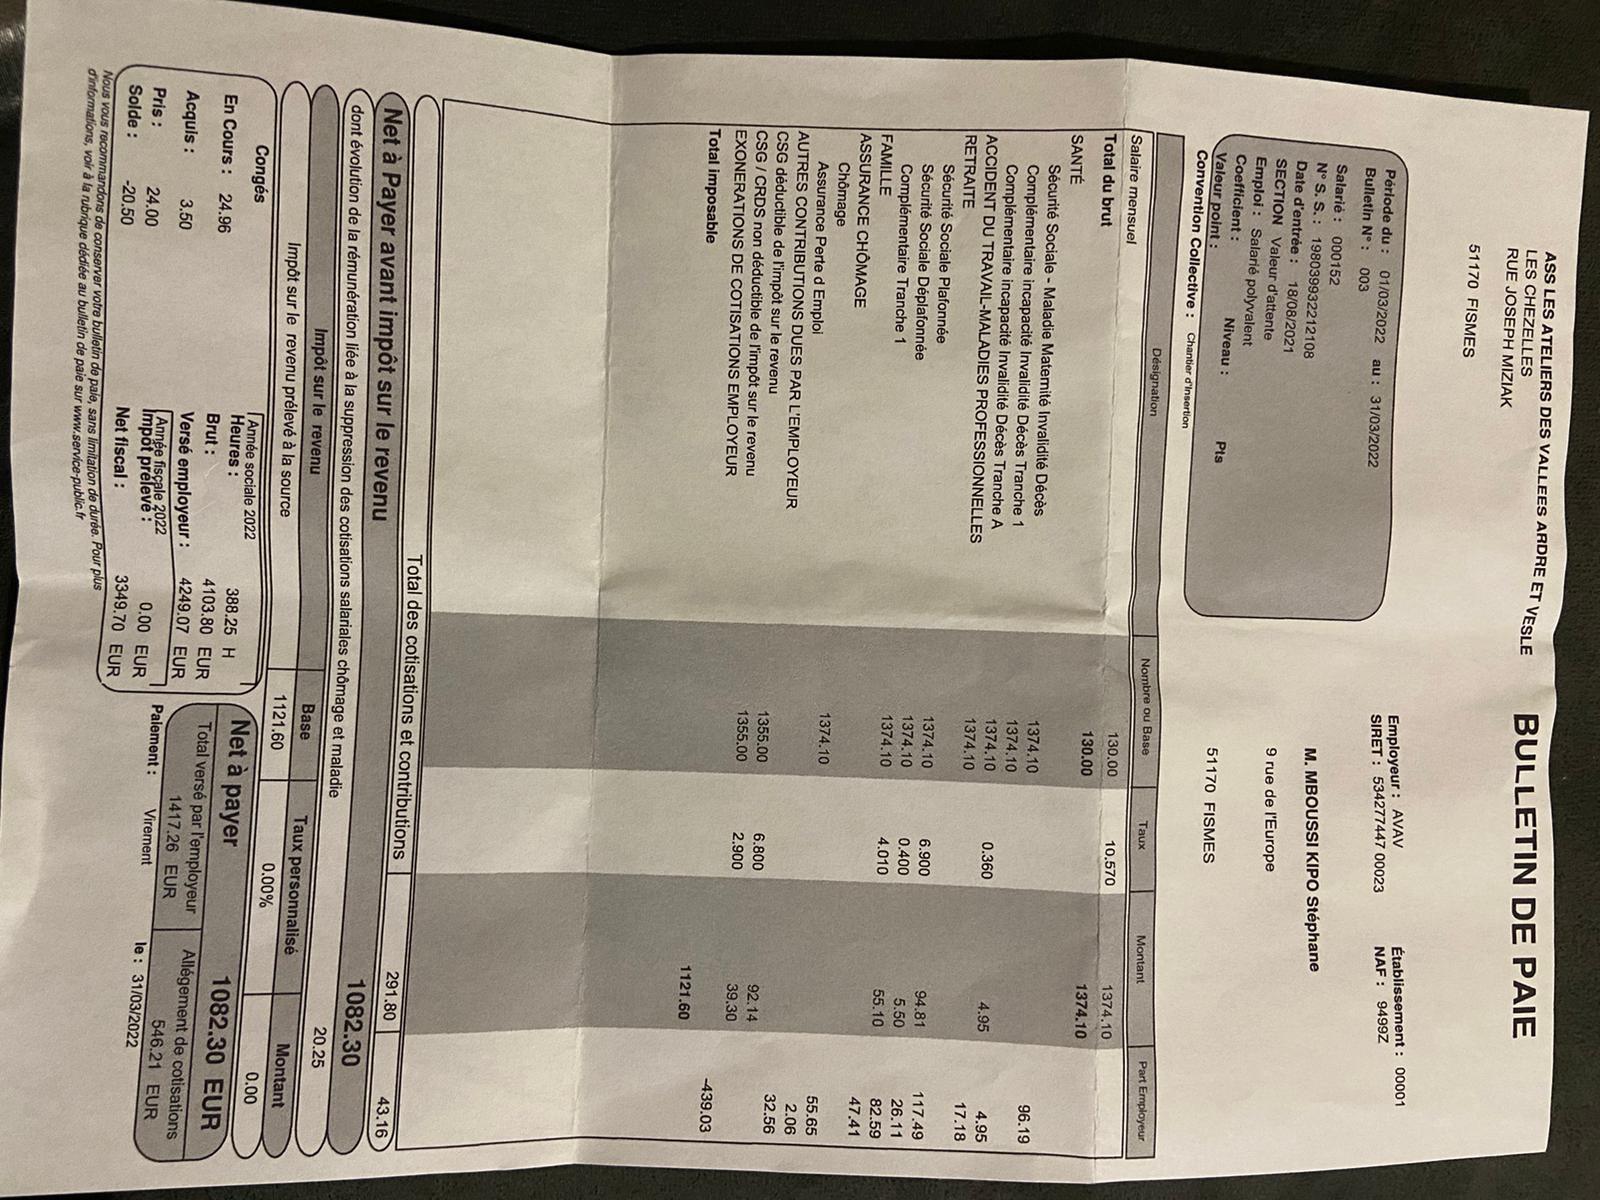 ASS LES ATELIERS DES VALLEES ARDRE ET VESLE
LES CHEZELLES
RUE JOSEPH MIZIAK
51170 FISMES
BULLETIN DE PAIE
Employeur : AVAV Établissement : 00001
SIRET : 534277447 00023 NAF : 9499Z
Période du : 01/03/2022 au : 31/03/2022
Bulletin N° : 003
Salarié : 000152
N° S. S. : 198039932212108
Date d'entrée : 18/08/2021
SECTION Valeur d'attente
Emploi : Salarié polyvalent
Coefficient : Niveau :
Valeur point : Pts
Convention Collective : Chantier d'Insertion
M. MBOUSSI KIPO Stéphane
9 rue de l'Europe
51170 FISMES
Désignation Nombre ou Base Taux Montant Part Employeur
Salaire mensuel 130.00 10.570 1374.10
Total du brut 130.00 1374.10
SANTÉ
Sécurité Sociale - Maladie Maternité Invalidité Décès 96.19
Complémentaire incapacité Invalidité Décès Tranche 1 1374.10
Complémentaire incapacité Invalidité Décès Tranche A 1374.10 0.360 4.95 4.95
ACCIDENT DU TRAVAIL-MALADIES PROFESSIONNELLES 1374.10 17.18
RETRAITE
Sécurité Sociale Plafonnée 1374.10 6.900 94.81 117.49
Sécurité Sociale Déplafonnée 1374.10 0.400 5.50 26.11
Complémentaire Tranche 1 1374.10 4.010 55.10 82.59
FAMILLE 47.41
ASSURANCE CHÔMAGE
Chômage 1374.10 55.65
Assurance Perte d Emploi 2.06
AUTRES CONTRIBUTIONS DUES PAR L'EMPLOYEUR 32.56
CSG déductible de l'impôt sur le revenu 1355.00 6.800 92.14
CSG / CRDS non déductible de l'impôt sur le revenu 1355.00 2.900 39.30
EXONERATIONS DE COTISATIONS EMPLOYEUR -439.03
Total imposable 1121.60
Total des cotisations et contributions 291.80 43.16
Net à Payer avant impôt sur le revenu 1082.30
dont évolution de la rémunération liée à la suppression des cotisations salariales chômage et maladie 20.25
Impôt sur le revenu Base Taux personnalisé Montant
Impôt sur le revenu prélevé à la source 1121.60 0.00% 0.00
Congés
En Cours : 24.96
Acquis : 3.50
Pris : 24.00
Solde : -20.50
Année sociale 2022
Heures : 388.25 H
Brut : 4103.80 EUR
Versé employeur : 4249.07 EUR
Année fiscale 2022
Impôt prélevé : 0.00 EUR
Net fiscal : 3349.70 EUR
Net à payer 1082.30 EUR
Total versé par l'employeur Allégement de cotisations
1417.26 EUR 546.21 EUR
Paiement : Virement le : 31/03/2022
Nous vous recommandons de conserver votre bulletin de paie, sans limitation de durée. Pour plus
d'informations, voir à la rubrique dédiée au bulletin de paie sur www.service-public.fr